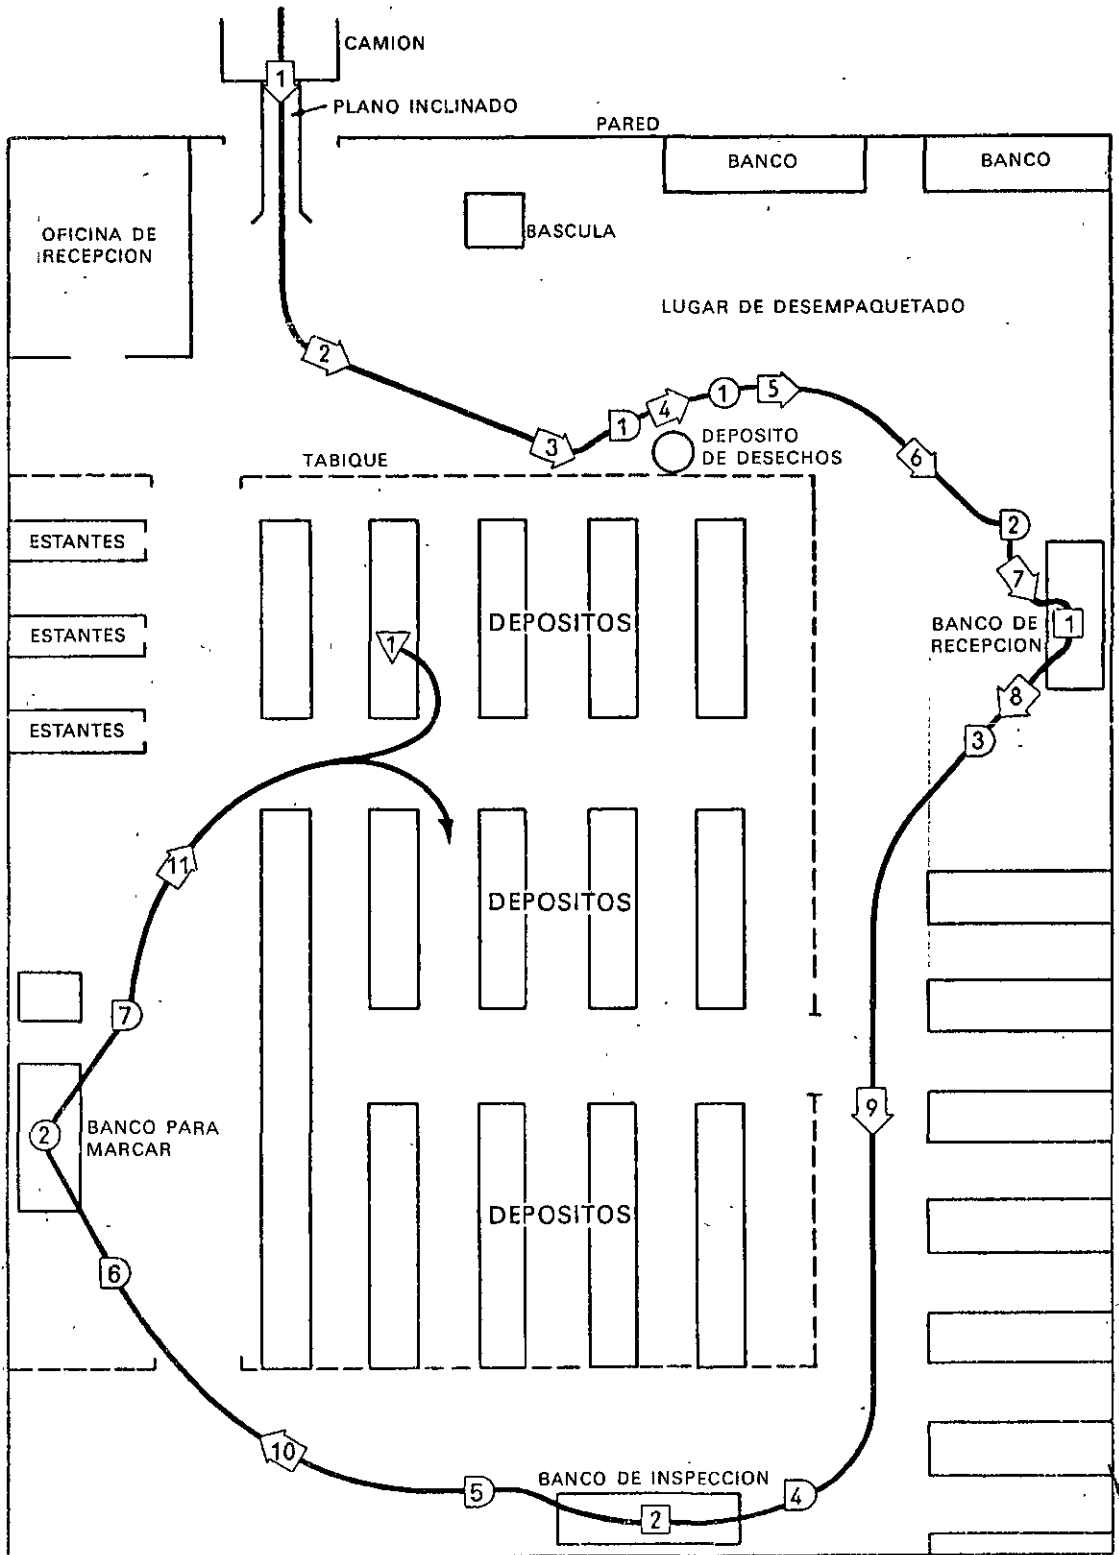 CAMION
1
PLANO INCLINADO
PARED
BANCO
BANCO
BASCULA
OFICINA DE
RECEPCION
LUGAR DE DESEMPAQUETADO
2
3
1
4
1
5
DEPOSITO
DE DESECHOS
6
TABIQUE
2
ESTANTES
7
DEPOSITOS
BANCO DE
RECEPCION
1
ESTANTES
1
8
ESTANTES
3
11
DEPOSITOS
7
9
2
BANCO PARA
MARCAR
DEPOSITOS
6
10
BANCO DE INSPECCION
5
4
2